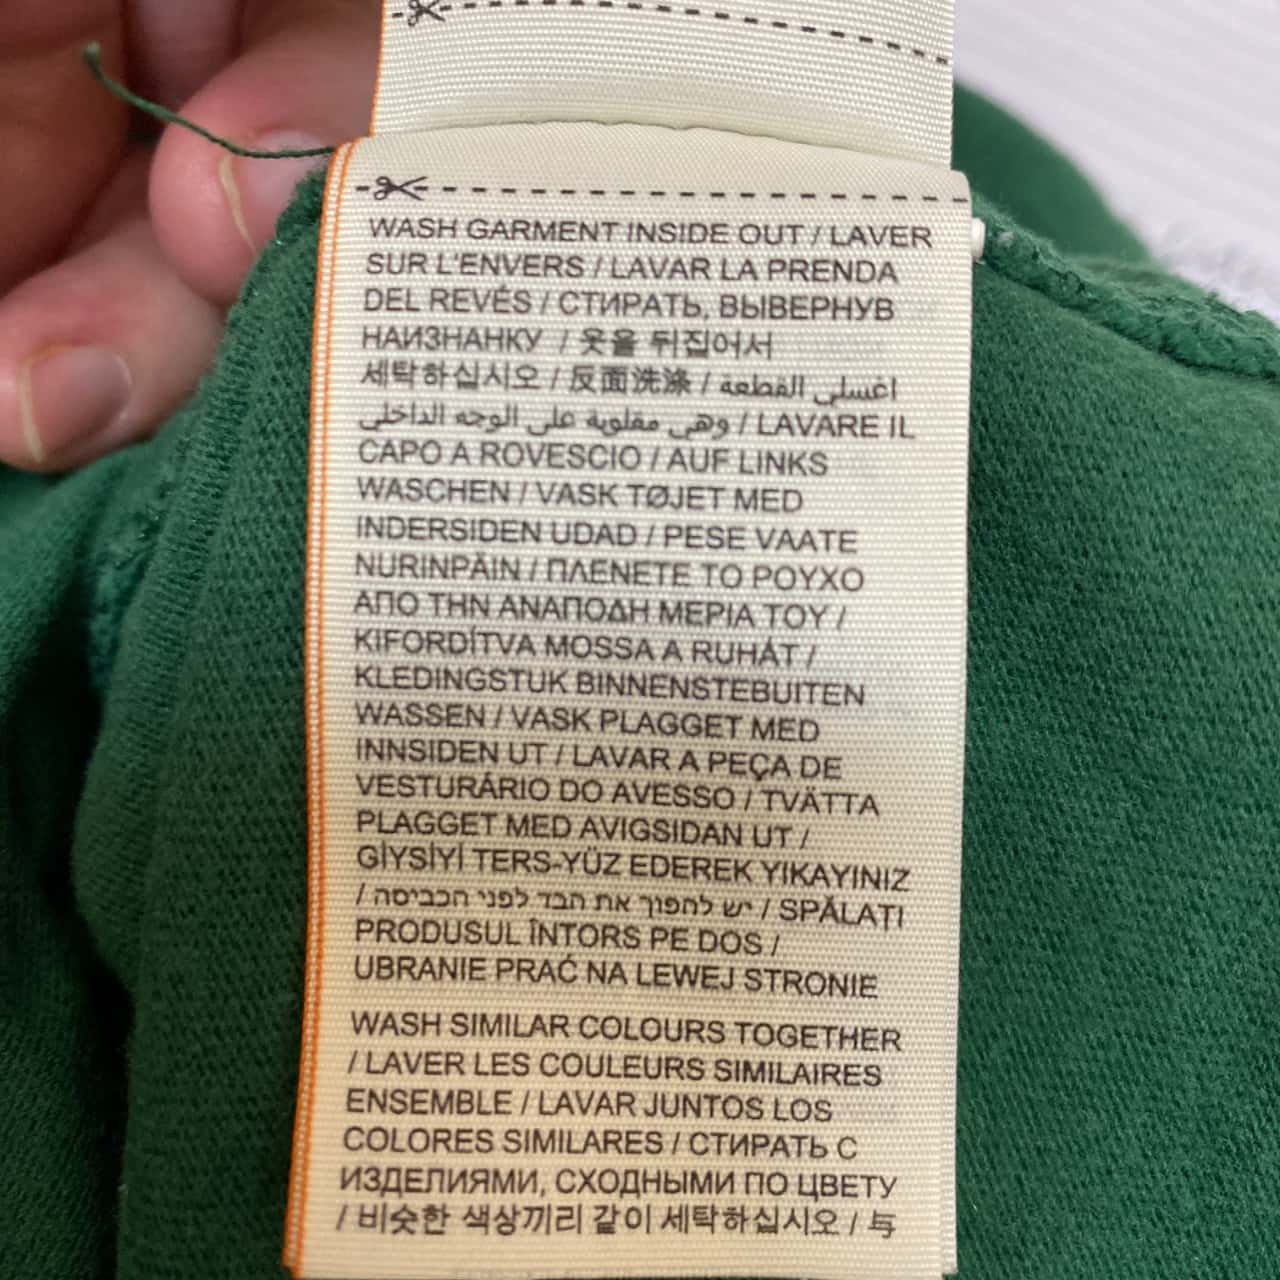 WASH GARMENT INSIDE OUT / LAVER
SUR L'ENVERS / LAVAR LA PRENDA
DEL REVÉS / СТИРАТЬ, ВЫВЕРНУВ
НАИЗНАНКУ / 옷을 뒤집어서
세탁하십시오 / 反面洗涤 / اغسلي القطعة
وهي مقلوبة على الوجه الداخلي / LAVARE IL
CAPO A ROVESCIO / AUF LINKS
WASCHEN / VASK TØJET MED
INDERSIDEN UDAD / PESE VAATE
NURINPÄIN / ΠΛΕΝΕΤΕ ΤΟ ΡΟΥΧΟ
ΑΠΟ ΤΗΝ ΑΝΑΠΟΔΗ ΜΕΡΙΑ ΤΟΥ /
KIFORDÍTVA MOSSA A RUHÁT /
KLEDINGSTUK BINNENSTEBUITEN
WASSEN / VASK PLAGGET MED
INNSIDEN UT / LAVAR A PEÇA DE
VESTURÁRIO DO AVESSO / TVÄTTA
PLAGGET MED AVIGSIDAN UT /
GİYSİYİ TERS-YÜZ EDEREK YIKAYINIZ
/ יש להפוך את הבד לפני הכביסה / SPĂLAȚI
PRODUSUL ÎNTORS PE DOS /
UBRANIE PRAĆ NA LEWEJ STRONIE
WASH SIMILAR COLOURS TOGETHER
/ LAVER LES COULEURS SIMILAIRES
ENSEMBLE / LAVAR JUNTOS LOS
COLORES SIMILARES / СТИРАТЬ С
ИЗДЕЛИЯМИ, СХОДНЫМИ ПО ЦВЕТУ
/ 비슷한 색상끼리 같이 세탁하십시오 / 与